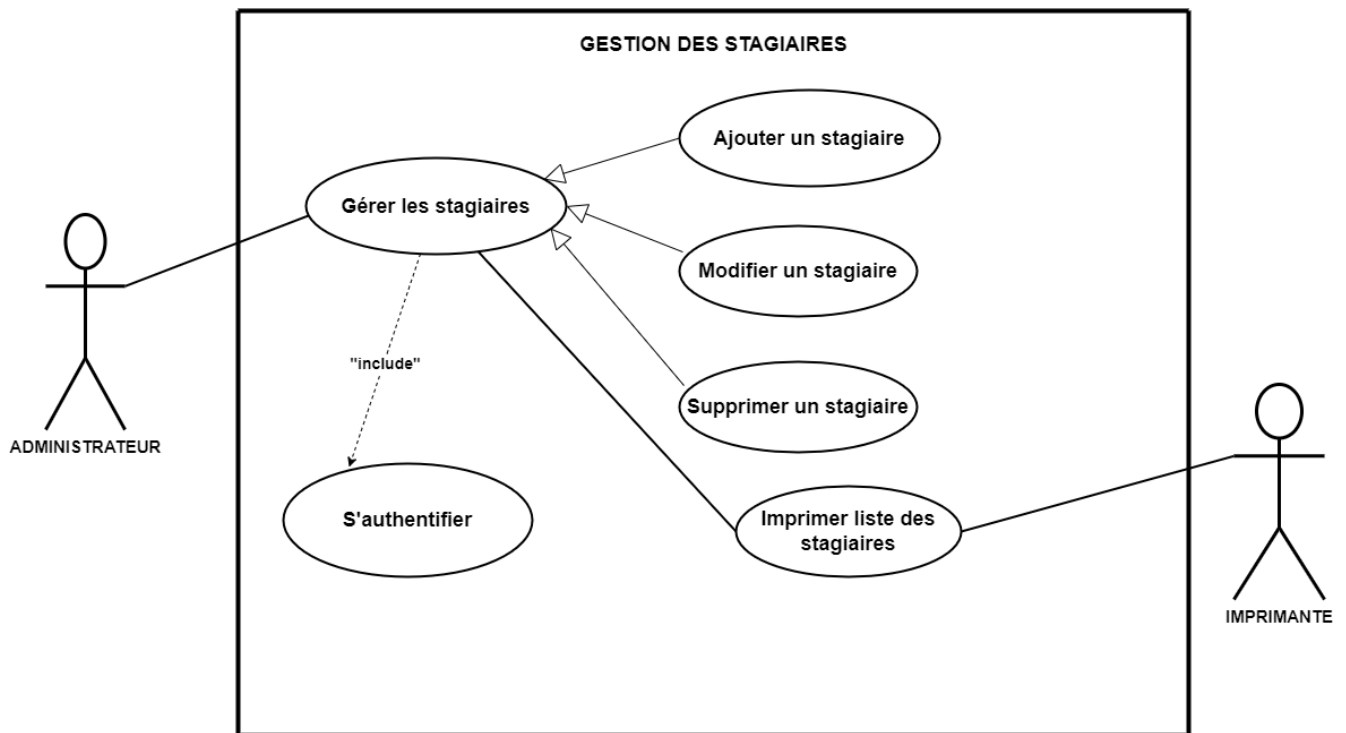 GESTION DES STAGIAIRES
Ajouter un stagiaire
Gérer les stagiaires
Modifier un stagiaire
"include"
Supprimer un stagiaire
ADMINISTRATEUR
S'authentifier
Imprimer liste des
stagiaires
IMPRIMANTE